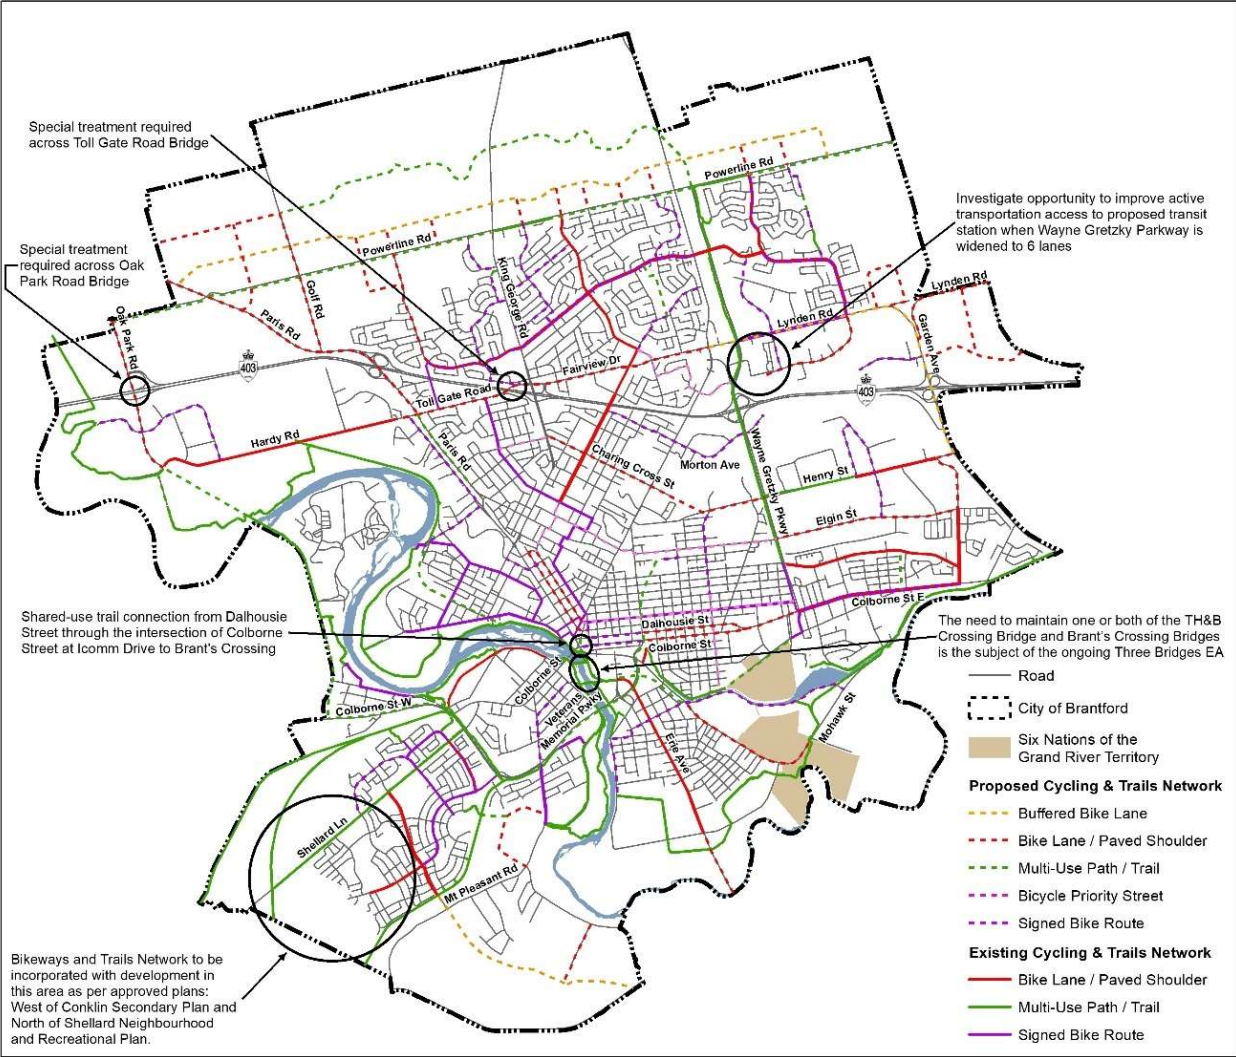 Special treatment required
across Toll Gate Road Bridge
Special treatment
required across Oak
Park Road Bridge
Investigate opportunity to improve active
transportation access to proposed transit
station when Wayne Gretzky Parkway is
widened to 6 lanes
Powerline Rd
Powerline Rd
King George Rd
Golf Rd
Paris Rd
Oak Park Rd
Lynden Rd
Lynden Rd
Garden Ave
403
403
Fairview Dr
Toll Gate Road
Hardy Rd
Paris Rd
Charing Cross St
Morton Ave
Wayne Gretzky Pkwy
Henry St
Elgin St
Colborne St E
Dalhousie St
Colborne St
Shared-use trail connection from Dalhousie
Street through the intersection of Colborne
Street at Icomm Drive to Brant's Crossing
The need to maintain one or both of the TH&B
Crossing Bridge and Brant's Crossing Bridges
is the subject of the ongoing Three Bridges EA
Colborne St
Colborne St W
Veterans
Memorial Pwky
Erie Ave
Mohawk St
Shellard Ln
Mt Pleasant Rd
Bikeways and Trails Network to be
incorporated with development in
this area as per approved plans:
West of Conklin Secondary Plan and
North of Shellard Neighbourhood
and Recreational Plan.
Road
City of Brantford
Six Nations of the
Grand River Territory
Proposed Cycling & Trails Network
Buffered Bike Lane
Bike Lane / Paved Shoulder
Multi-Use Path / Trail
Bicycle Priority Street
Signed Bike Route
Existing Cycling & Trails Network
Bike Lane / Paved Shoulder
Multi-Use Path / Trail
Signed Bike Route